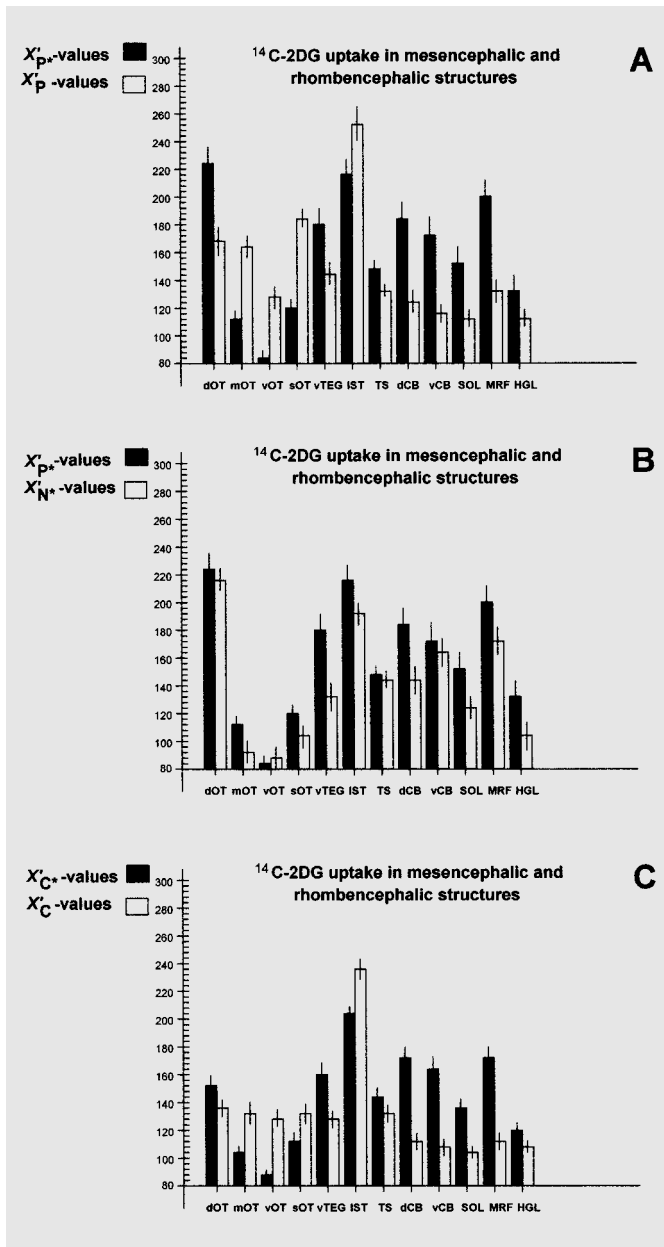 X'P*-values
X'P-values
14C-2DG uptake in mesencephalic and
rhombencephalic structures
A
300
280
260
240
220
200
180
160
140
120
100
80
dOT mOT vOT sOT vTEG IST TS dCB vCB SOL MRF HGL
X'P*-values
X'N*-values
14C-2DG uptake in mesencephalic and
rhombencephalic structures
B
300
280
260
240
220
200
180
160
140
120
100
80
dOT mOT vOT sOT vTEG IST TS dCB vCB SOL MRF HGL
X'C*-values
X'C-values
14C-2DG uptake in mesencephalic and
rhombencephalic structures
C
300
280
260
240
220
200
180
160
140
120
100
80
dOT mOT vOT sOT vTEG IST TS dCB vCB SOL MRF HGL